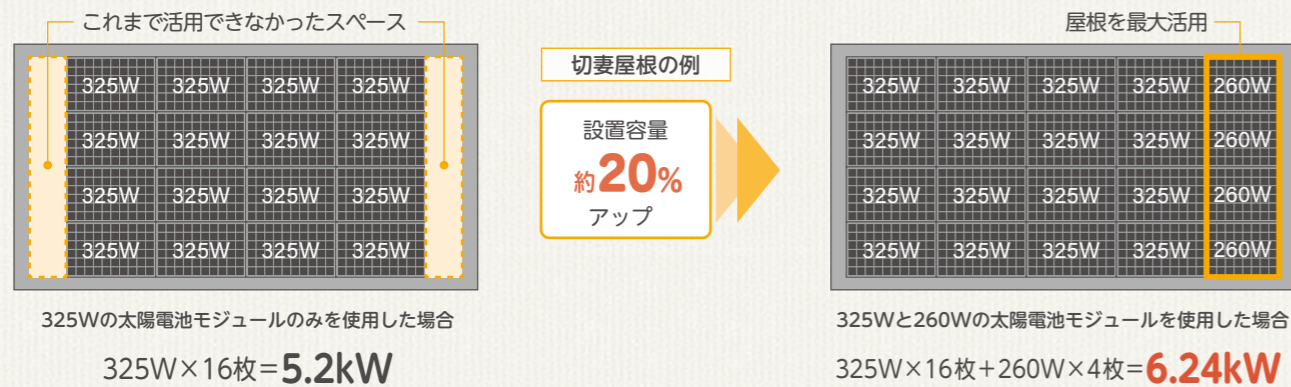 これまで活用できなかったスペース
325W 325W 325W 325W
325W 325W 325W 325W
325W 325W 325W 325W
325W 325W 325W 325W
325Wの太陽電池モジュールのみを使用した場合
325W×16枚=5.2kW
切妻屋根の例
設置容量
約20%
アップ
屋根を最大活用
325W 325W 325W 325W 260W
325W 325W 325W 325W 260W
325W 325W 325W 325W 260W
325W 325W 325W 325W 260W
325Wと260Wの太陽電池モジュールを使用した場合
325W×16枚+260W×4枚=6.24kW